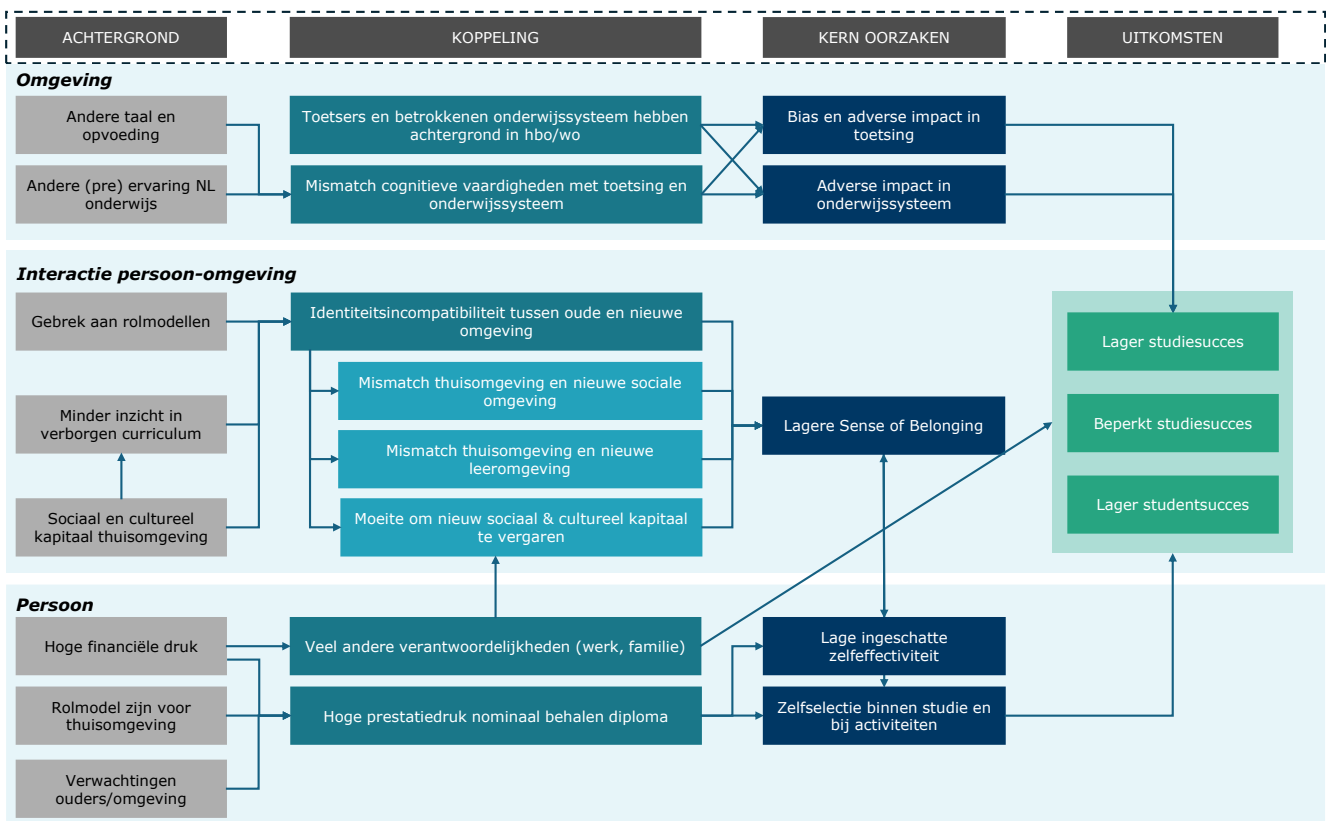 ACHTERGROND
KOPPELING
KERN OORZAKEN
UITKOMSTEN
Omgeving
Andere taal en
opvoeding
Toetsers en betrokkenen onderwijssysteem hebben
achtergrond in hbo/wo
Bias en adverse impact in
toetsing
Andere (pre) ervaring NL
onderwijs
Mismatch cognitieve vaardigheden met toetsing en
onderwijssysteem
Adverse impact in
onderwijssysteem
Interactie persoon-omgeving
Gebrek aan rolmodellen
Identiteitsincompatibiliteit tussen oude en nieuwe
omgeving
Mismatch thuisomgeving en nieuwe sociale
omgeving
Minder inzicht in
verborgen curriculum
Mismatch thuisomgeving en nieuwe
leeromgeving
Sociaal en cultureel
kapitaal thuisomgeving
Moeite om nieuw sociaal & cultureel kapitaal
te vergaren
Lagere Sense of Belonging
Lager studiesucces
Beperkt studiesucces
Lager studentsucces
Persoon
Hoge financiële druk
Veel andere verantwoordelijkheden (werk, familie)
Lage ingeschatte
zelfeffectiviteit
Rolmodel zijn voor
thuisomgeving
Hoge prestatiedruk nominaal behalen diploma
Zelfselectie binnen studie en
bij activiteiten
Verwachtingen
ouders/omgeving